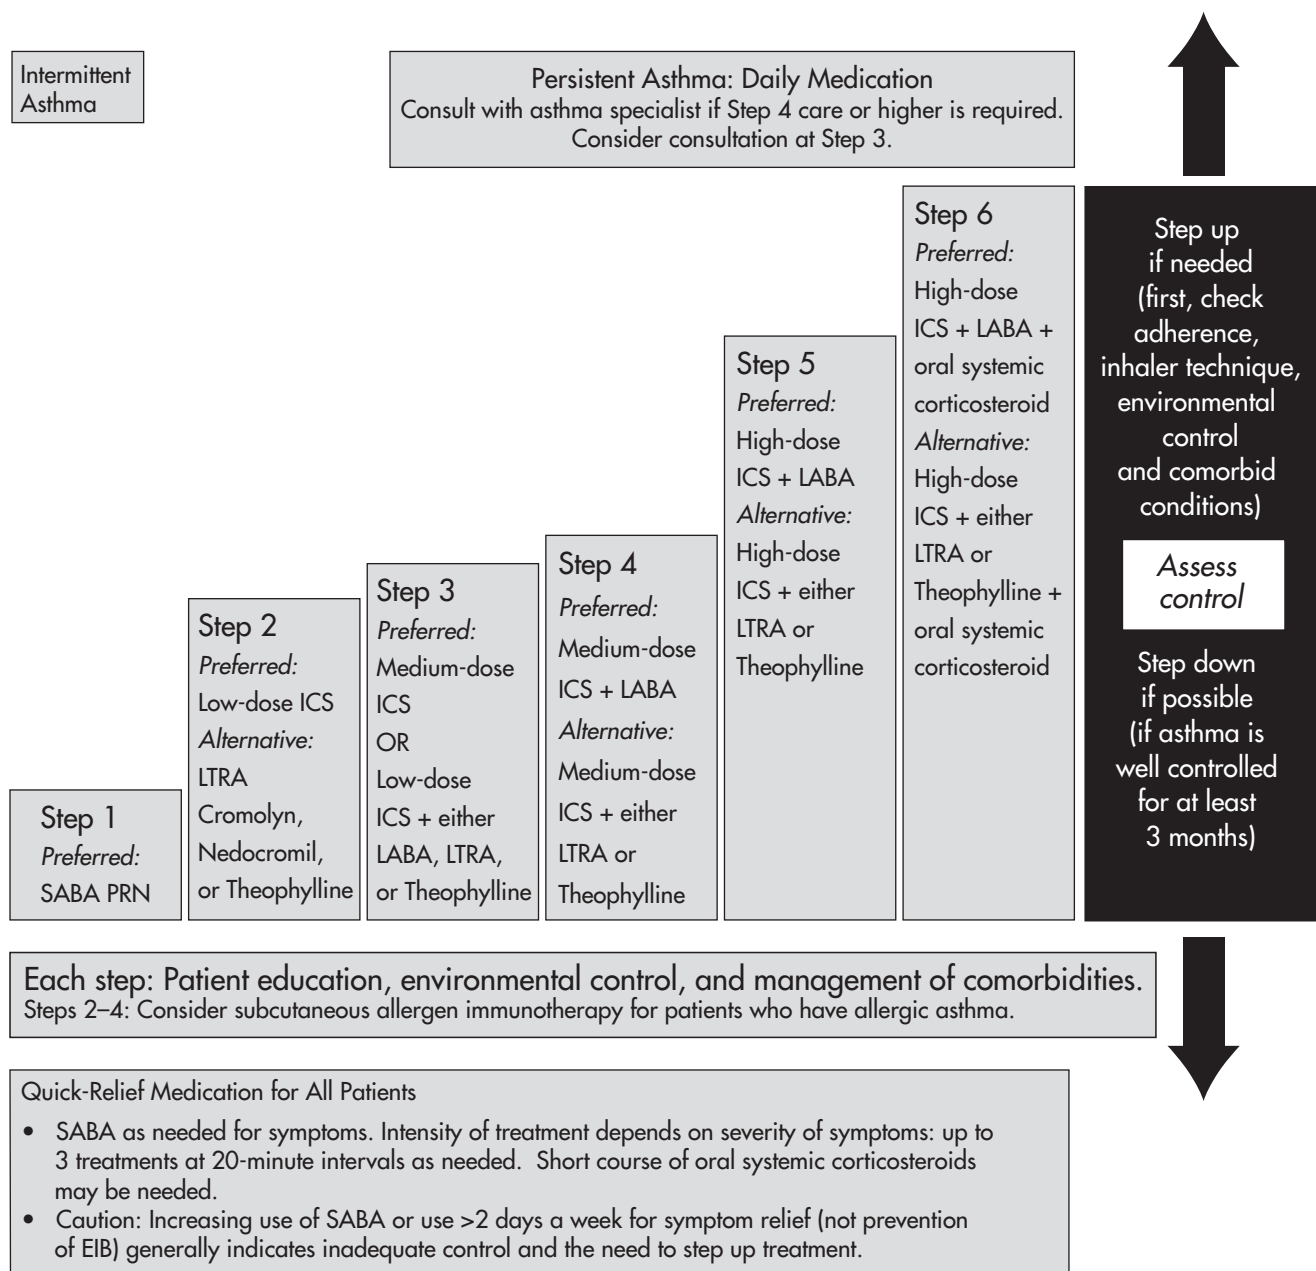 Intermittent
Asthma
Persistent Asthma: Daily Medication
Consult with asthma specialist if Step 4 care or higher is required.
Consider consultation at Step 3.
Step 1
Preferred:
SABA PRN
Step 2
Preferred:
Low-dose ICS
Alternative:
LTRA
Cromolyn,
Nedocromil,
or Theophylline
Step 3
Preferred:
Medium-dose
ICS
OR
Low-dose
ICS + either
LABA, LTRA,
or Theophylline
Step 4
Preferred:
Medium-dose
ICS + LABA
Alternative:
Medium-dose
ICS + either
LTRA or
Theophylline
Step 5
Preferred:
High-dose
ICS + LABA
Alternative:
High-dose
ICS + either
LTRA or
Theophylline
Step 6
Preferred:
High-dose
ICS + LABA +
oral systemic
corticosteroid
Alternative:
High-dose
ICS + either
LTRA or
Theophylline +
oral systemic
corticosteroid
Step up
if needed
(first, check
adherence,
inhaler technique,
environmental
control
and comorbid
conditions)
Assess
control
Step down
if possible
(if asthma is
well controlled
for at least
3 months)
Each step: Patient education, environmental control, and management of comorbidities.
Steps 2–4: Consider subcutaneous allergen immunotherapy for patients who have allergic asthma.
Quick-Relief Medication for All Patients
• SABA as needed for symptoms. Intensity of treatment depends on severity of symptoms: up to
3 treatments at 20-minute intervals as needed. Short course of oral systemic corticosteroids
may be needed.
• Caution: Increasing use of SABA or use >2 days a week for symptom relief (not prevention
of EIB) generally indicates inadequate control and the need to step up treatment.